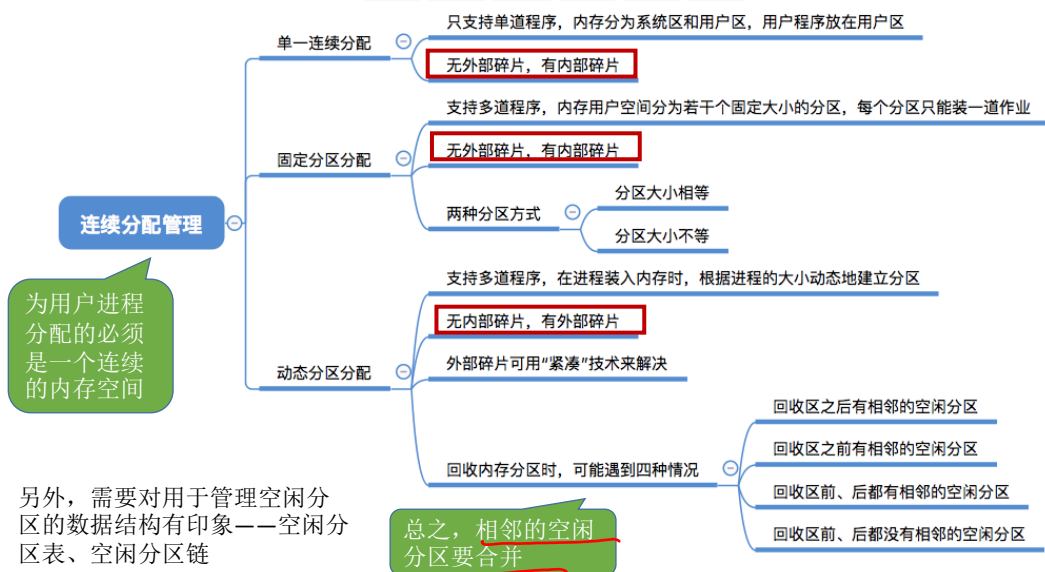 只支持单道程序，内存分为系统区和用户区，用户程序放在用户区
单一连续分配
无外部碎片，有内部碎片
支持多道程序，内存用户空间分为若干个固定大小的分区，每个分区只能装一道作业
无外部碎片，有内部碎片
固定分区分配
分区大小相等
两种分区方式
分区大小不等
连续分配管理
为用户进程
分配的必须
是一个连续
的内存空间
支持多道程序，在进程装入内存时，根据进程的大小动态地建立分区
无内部碎片，有外部碎片
外部碎片可用“紧凑”技术来解决
动态分区分配
回收区之后有相邻的空闲分区
回收区之前有相邻的空闲分区
回收内存分区时，可能遇到四种情况
回收区前、后都有相邻的空闲分区
回收区前、后都没有相邻的空闲分区
总之，相邻的空闲
分区要合并
另外，需要对用于管理空闲分
区的数据结构有印象——空闲分
区表、空闲分区链